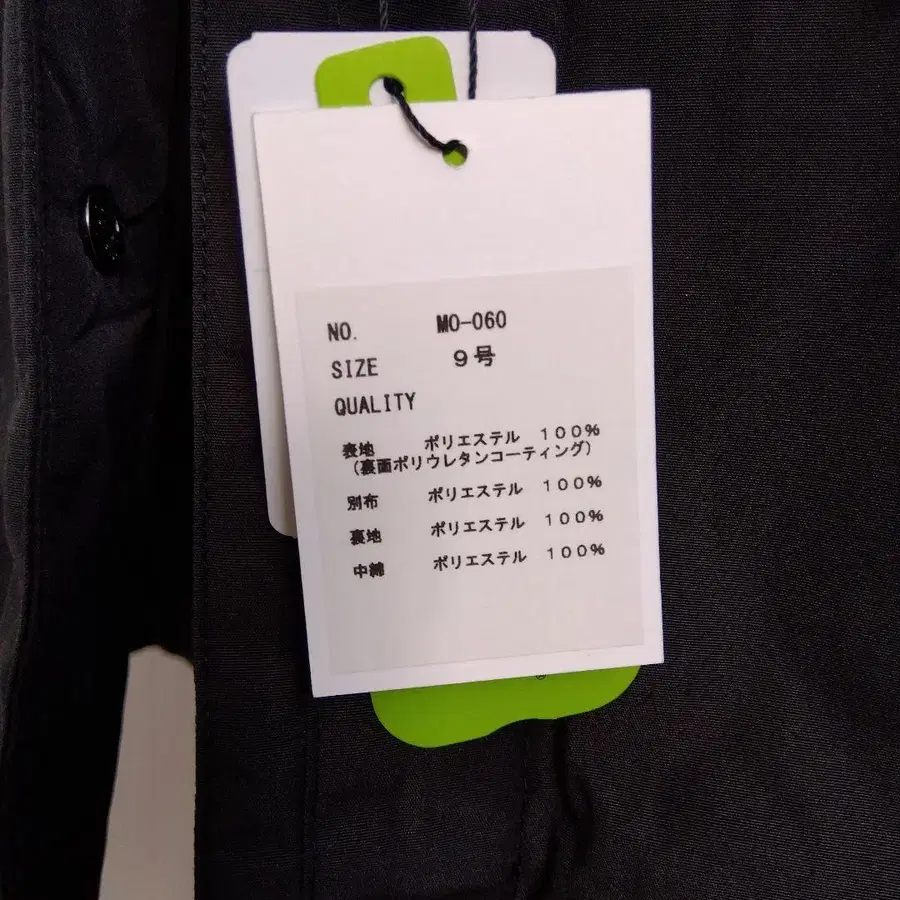 NO. MO-060
SIZE 9号
QUALITY
表地 ポリエステル 100%
(裏面ポリウレタンコーティング)
別布 ポリエステル 100%
裏地 ポリエステル 100%
中綿 ポリエステル 100%
®